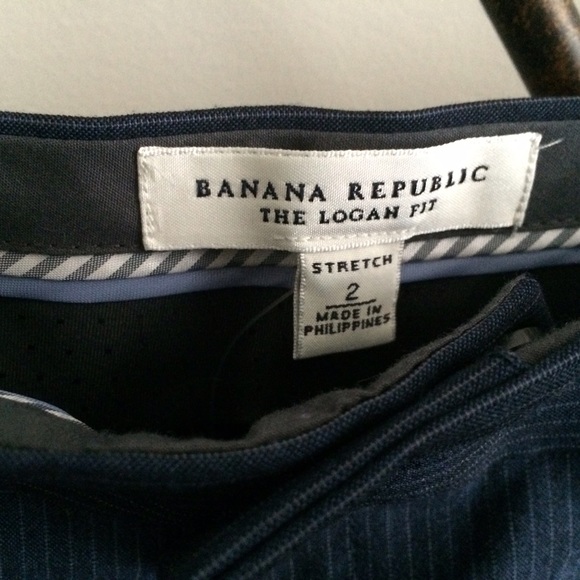 BANANA REPUBLIC
THE LOGAN FIT
STRETCH
2
MADE IN
PHILIPPINES